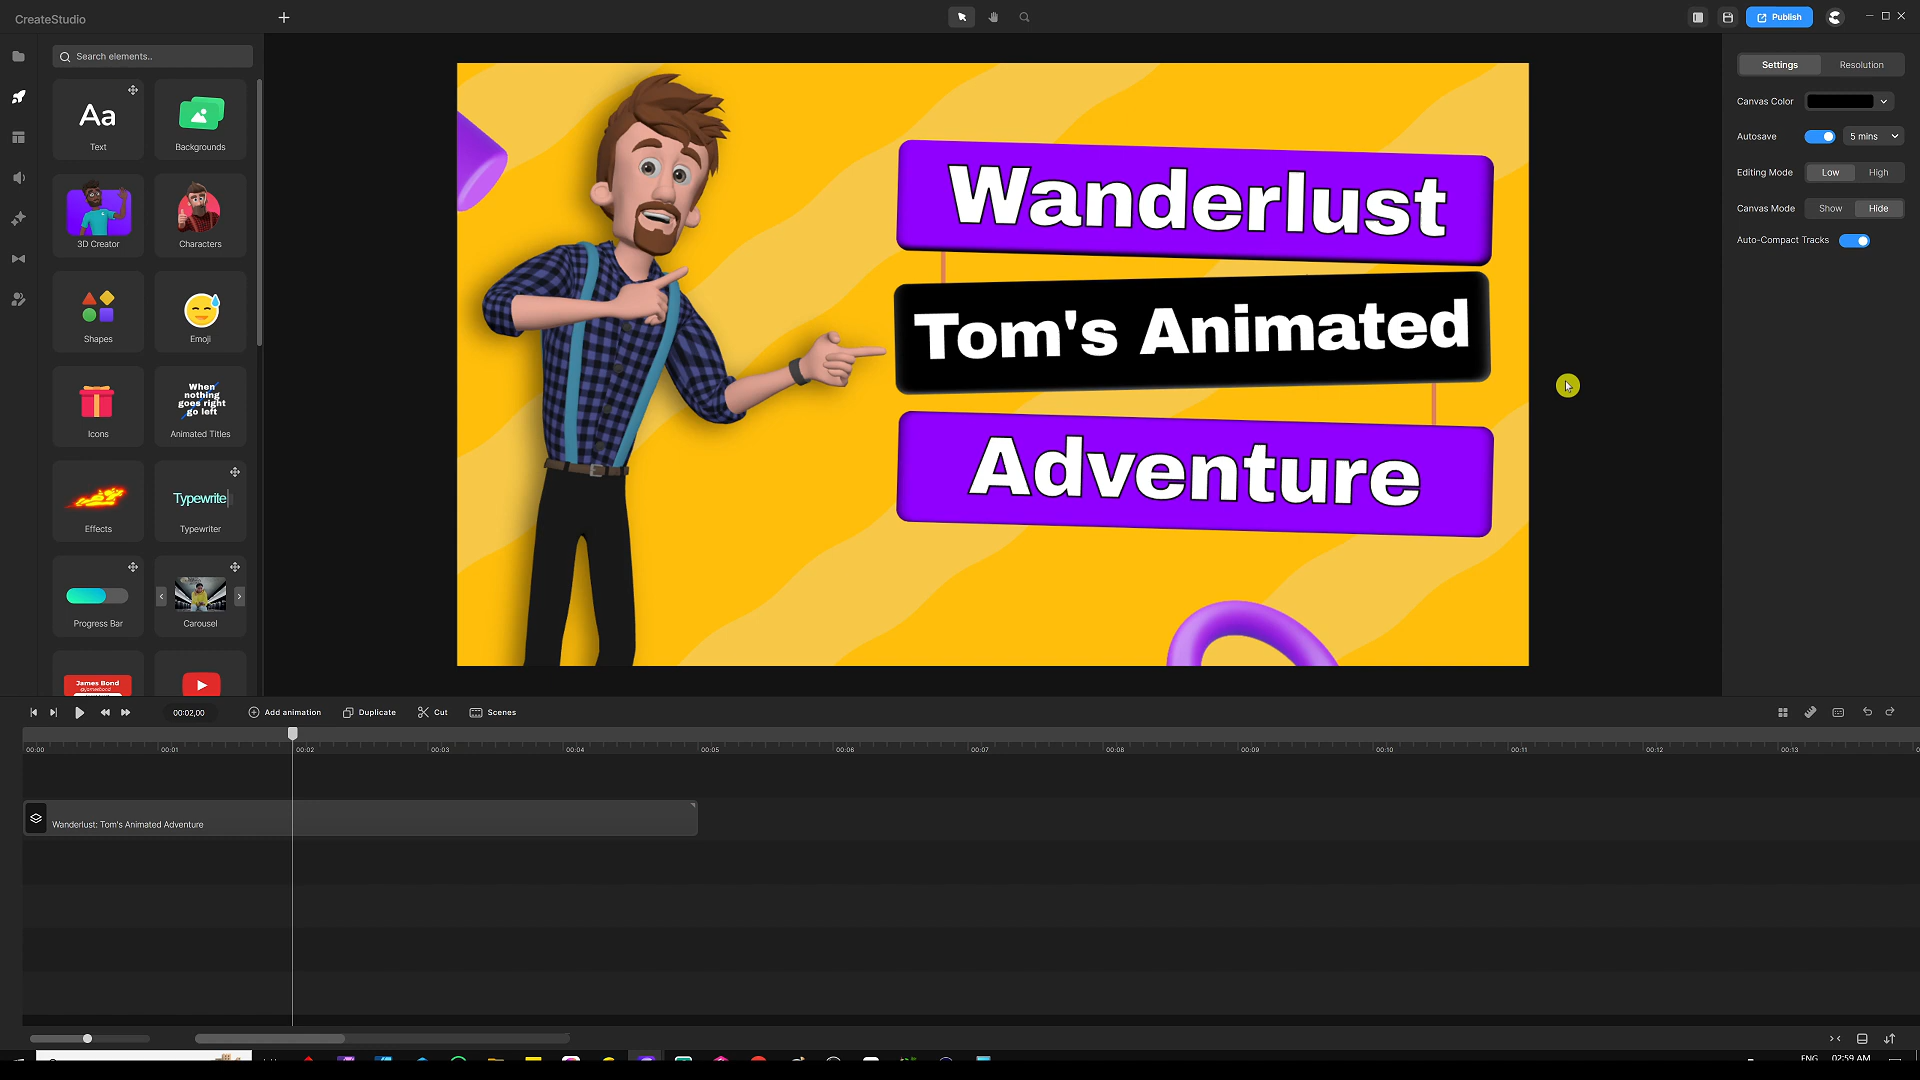 CreateStudio
Publish
Search elements..
Aa
Text
Backgrounds
3D Creator
Characters
Shapes
Emoji
Icons
When
nothing
goes right
go left
Animated Titles
Effects
Typewrite
Typewriter
Progress Bar
Carousel
James Bond
@jamesbond
Wanderlust
Tom's Animated
Adventure
Settings
Resolution
Canvas Color
Autosave
5 mins
Editing Mode
Low
High
Canvas Mode
Show
Hide
Auto-Compact Tracks
00:02,00
Add animation
Duplicate
Cut
Scenes
00:00
00:01
00:02
00:03
00:04
00:05
00:06
00:07
00:08
00:09
00:10
00:11
00:12
00:13
Wanderlust: Tom's Animated Adventure
ENG
02:59 AM